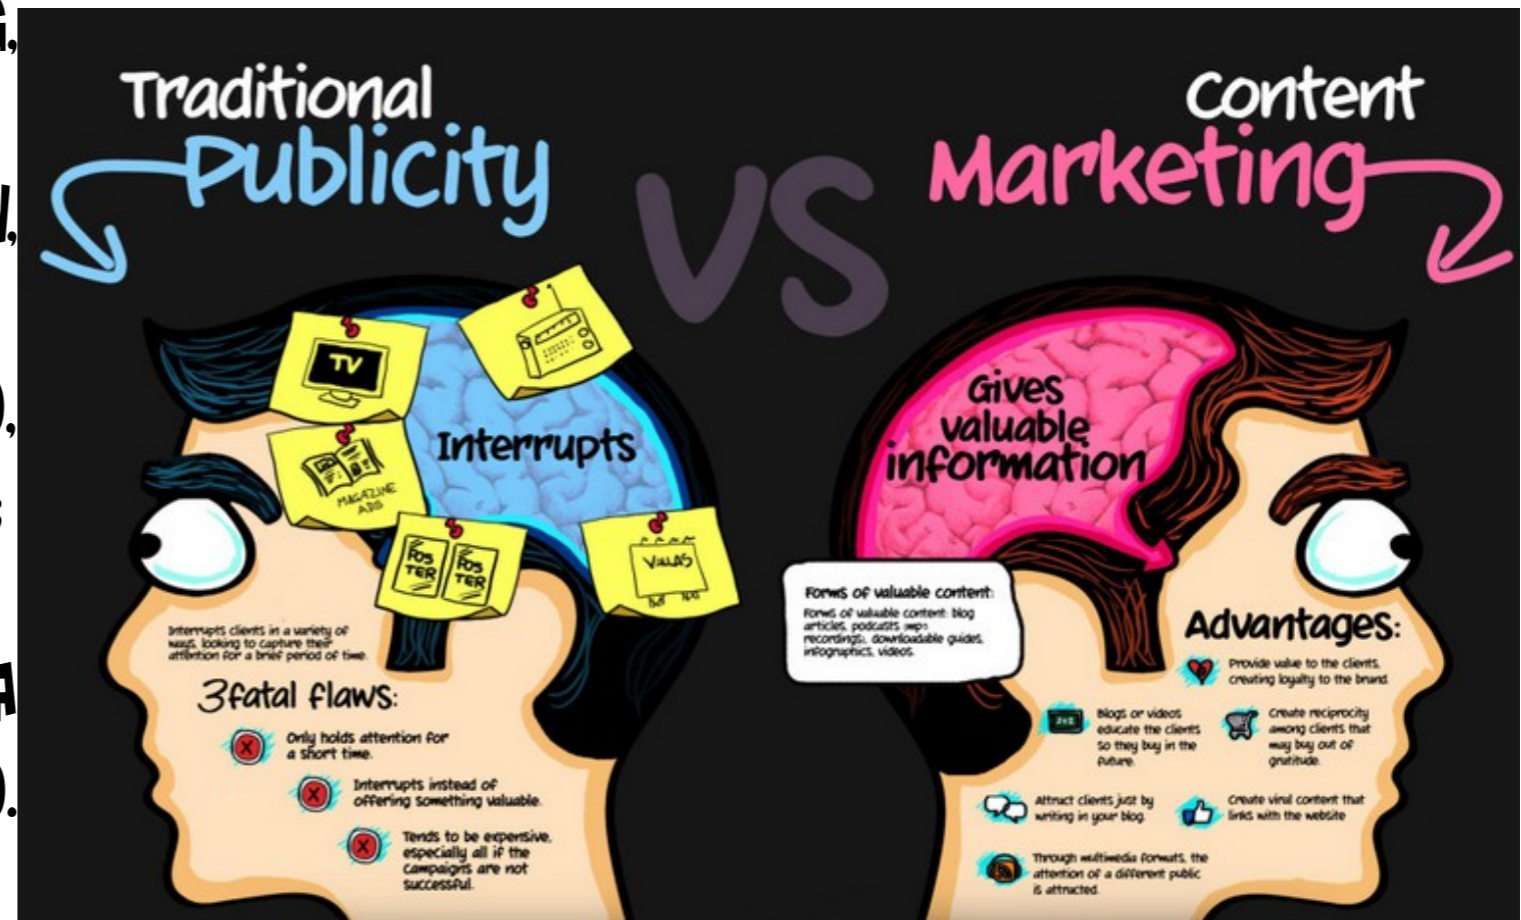 Traditional
Publicity
VS
Content
Marketing
TV
MAGAZINE
ADS
POS
TER
POS
TER
Interrupts
Interrupts clients in a variety of
ways, looking to capture their
attention for a brief period of time.
3 fatal flaws:
X
Only holds attention for
a short time.
X
Interrupts instead of
offering something valuable.
X
Tends to be expensive,
especially all if the
campaigns are not
successful.
Gives
valuable
information
Forms of valuable content:
Forms of valuable content: blog
articles, podcasts
recordings), downloadable guides,
infographics, videos.
Advantages:
Provide value to the clients,
creating loyalty to the brand.
Blogs or videos
educate the clients
so they buy in the
future.
Create reciprocity
among clients that
may buy out of
gratitude.
Attract clients just by
writing in your blog.
Create viral content that
links with the website
Through multimedia formats, the
attention of a different public
is attracted.